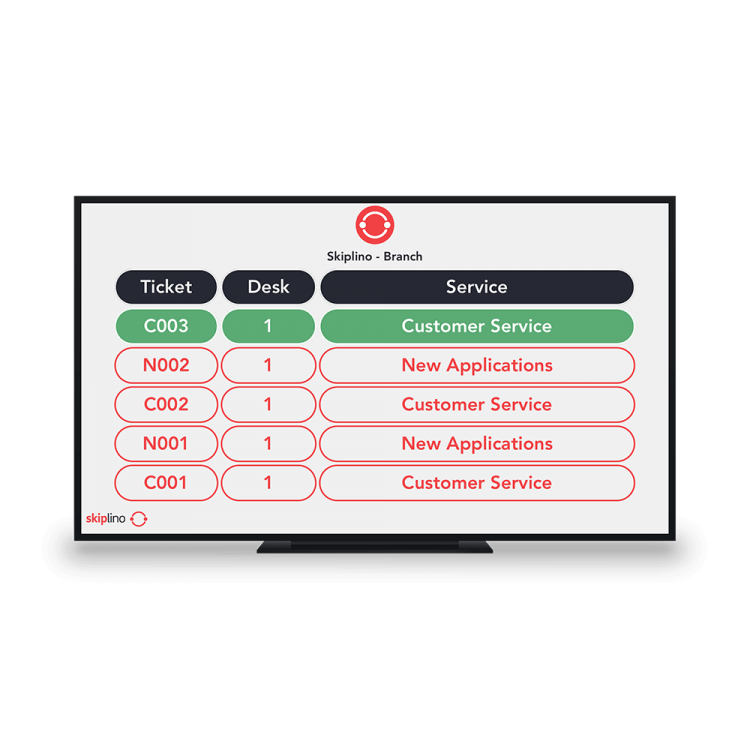 Skiplino - Branch
Ticket Desk Service
C003 1 Customer Service
N002 1 New Applications
C002 1 Customer Service
N001 1 New Applications
C001 1 Customer Service
skiplino